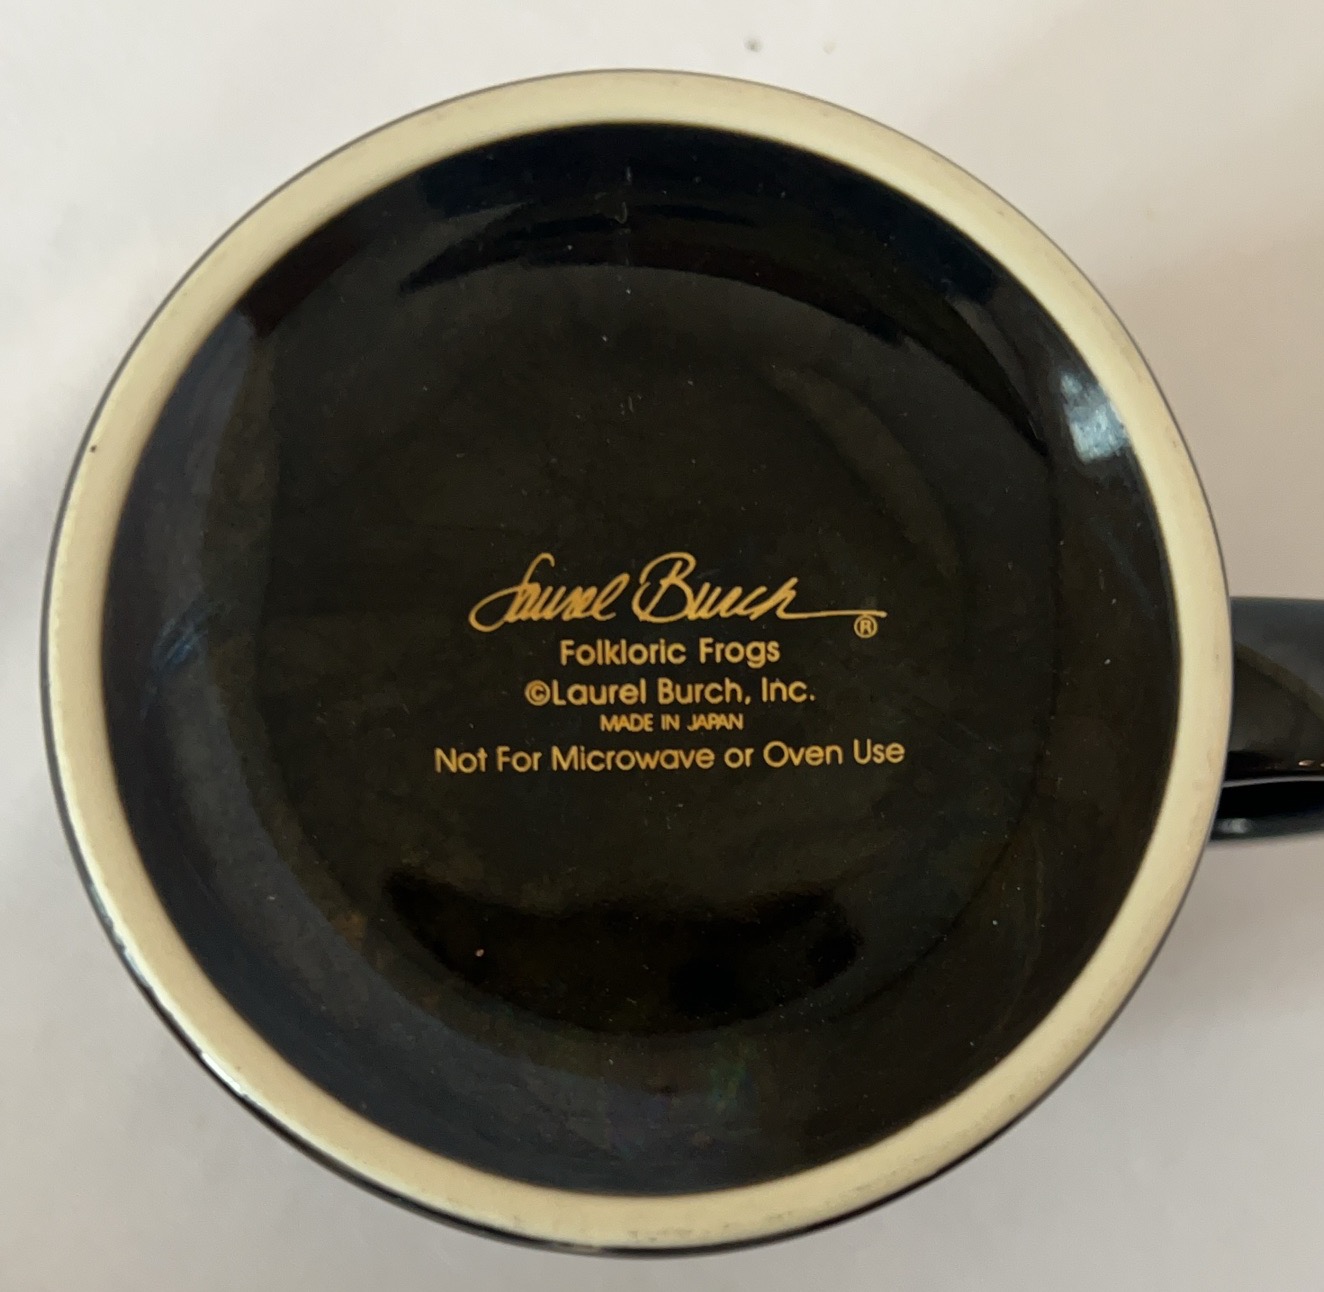 Laurel Burch ®
Folkloric Frogs
©Laurel Burch, Inc.
MADE IN JAPAN
Not For Microwave or Oven Use